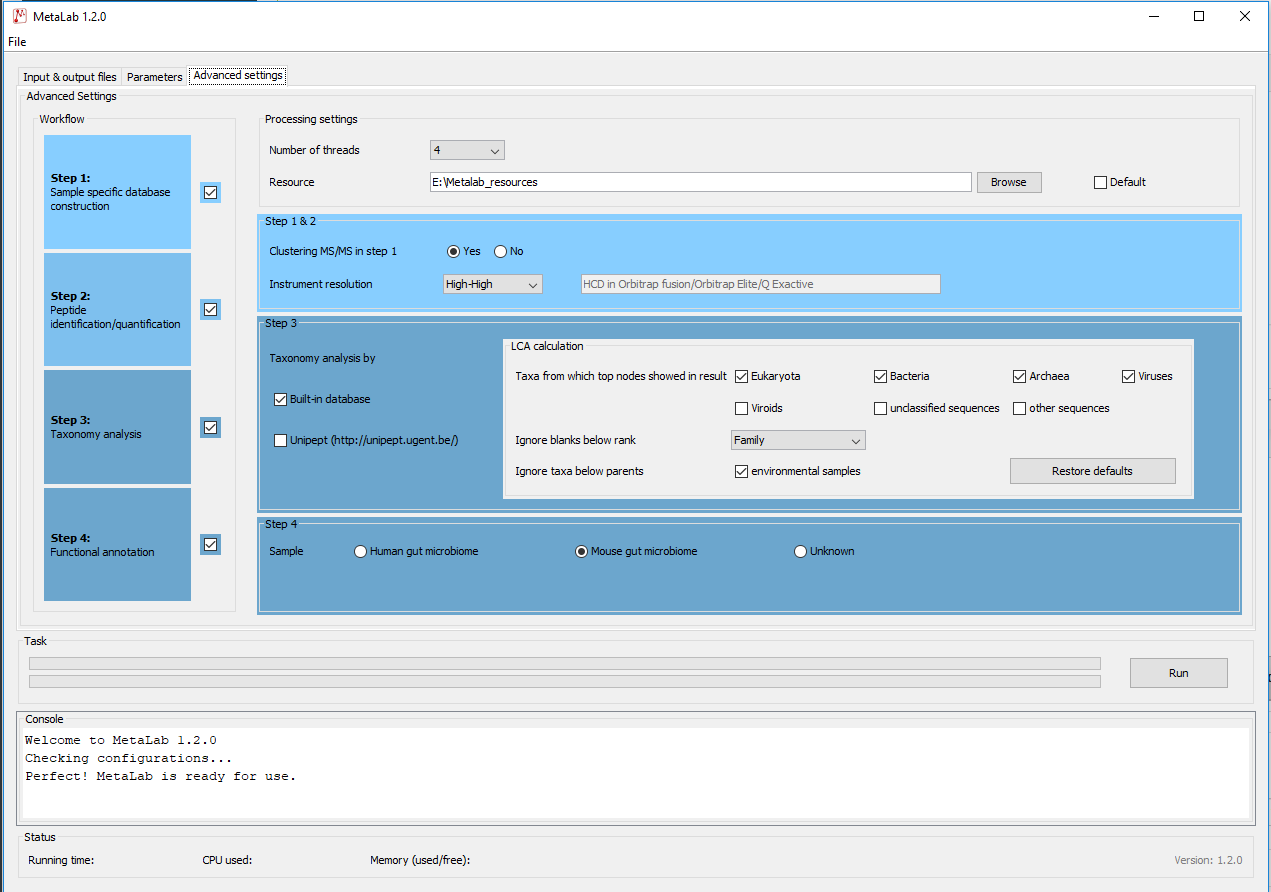 MetaLab 1.2.0
File
Input & output files Parameters Advanced settings
Advanced Settings
Workflow
Step 1:
Sample specific database
construction
Step 2:
Peptide
identification/quantification
Step 3:
Taxonomy analysis
Step 4:
Functional annotation
Processing settings
Number of threads 4
Resource E:\Metalab_resources Browse Default
Step 1 & 2
Clustering MS/MS in step 1 Yes No
Instrument resolution High-High HCD in Orbitrap fusion/Orbitrap Elite/Q Exactive
Step 3
Taxonomy analysis by
Built-in database
Unipept (http://unipept.ugent.be/)
LCA calculation
Taxa from which top nodes showed in result Eukaryota Bacteria Archaea Viruses
Viroids unclassified sequences other sequences
Ignore blanks below rank Family
Ignore taxa below parents environmental samples Restore defaults
Step 4
Sample Human gut microbiome Mouse gut microbiome Unknown
Task
Run
Console
Welcome to MetaLab 1.2.0
Checking configurations...
Perfect! MetaLab is ready for use.
Status
Running time: CPU used: Memory (used/free): Version: 1.2.0